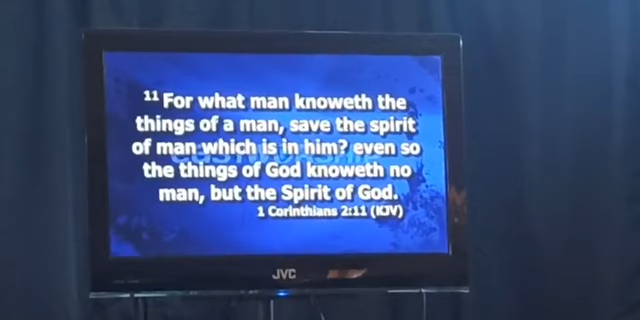 11 For what man knoweth the
things of a man, save the spirit
of man which is in him? even so
the things of God knoweth no
man, but the Spirit of God.
1 Corinthians 2:11 (KJV)
JVC